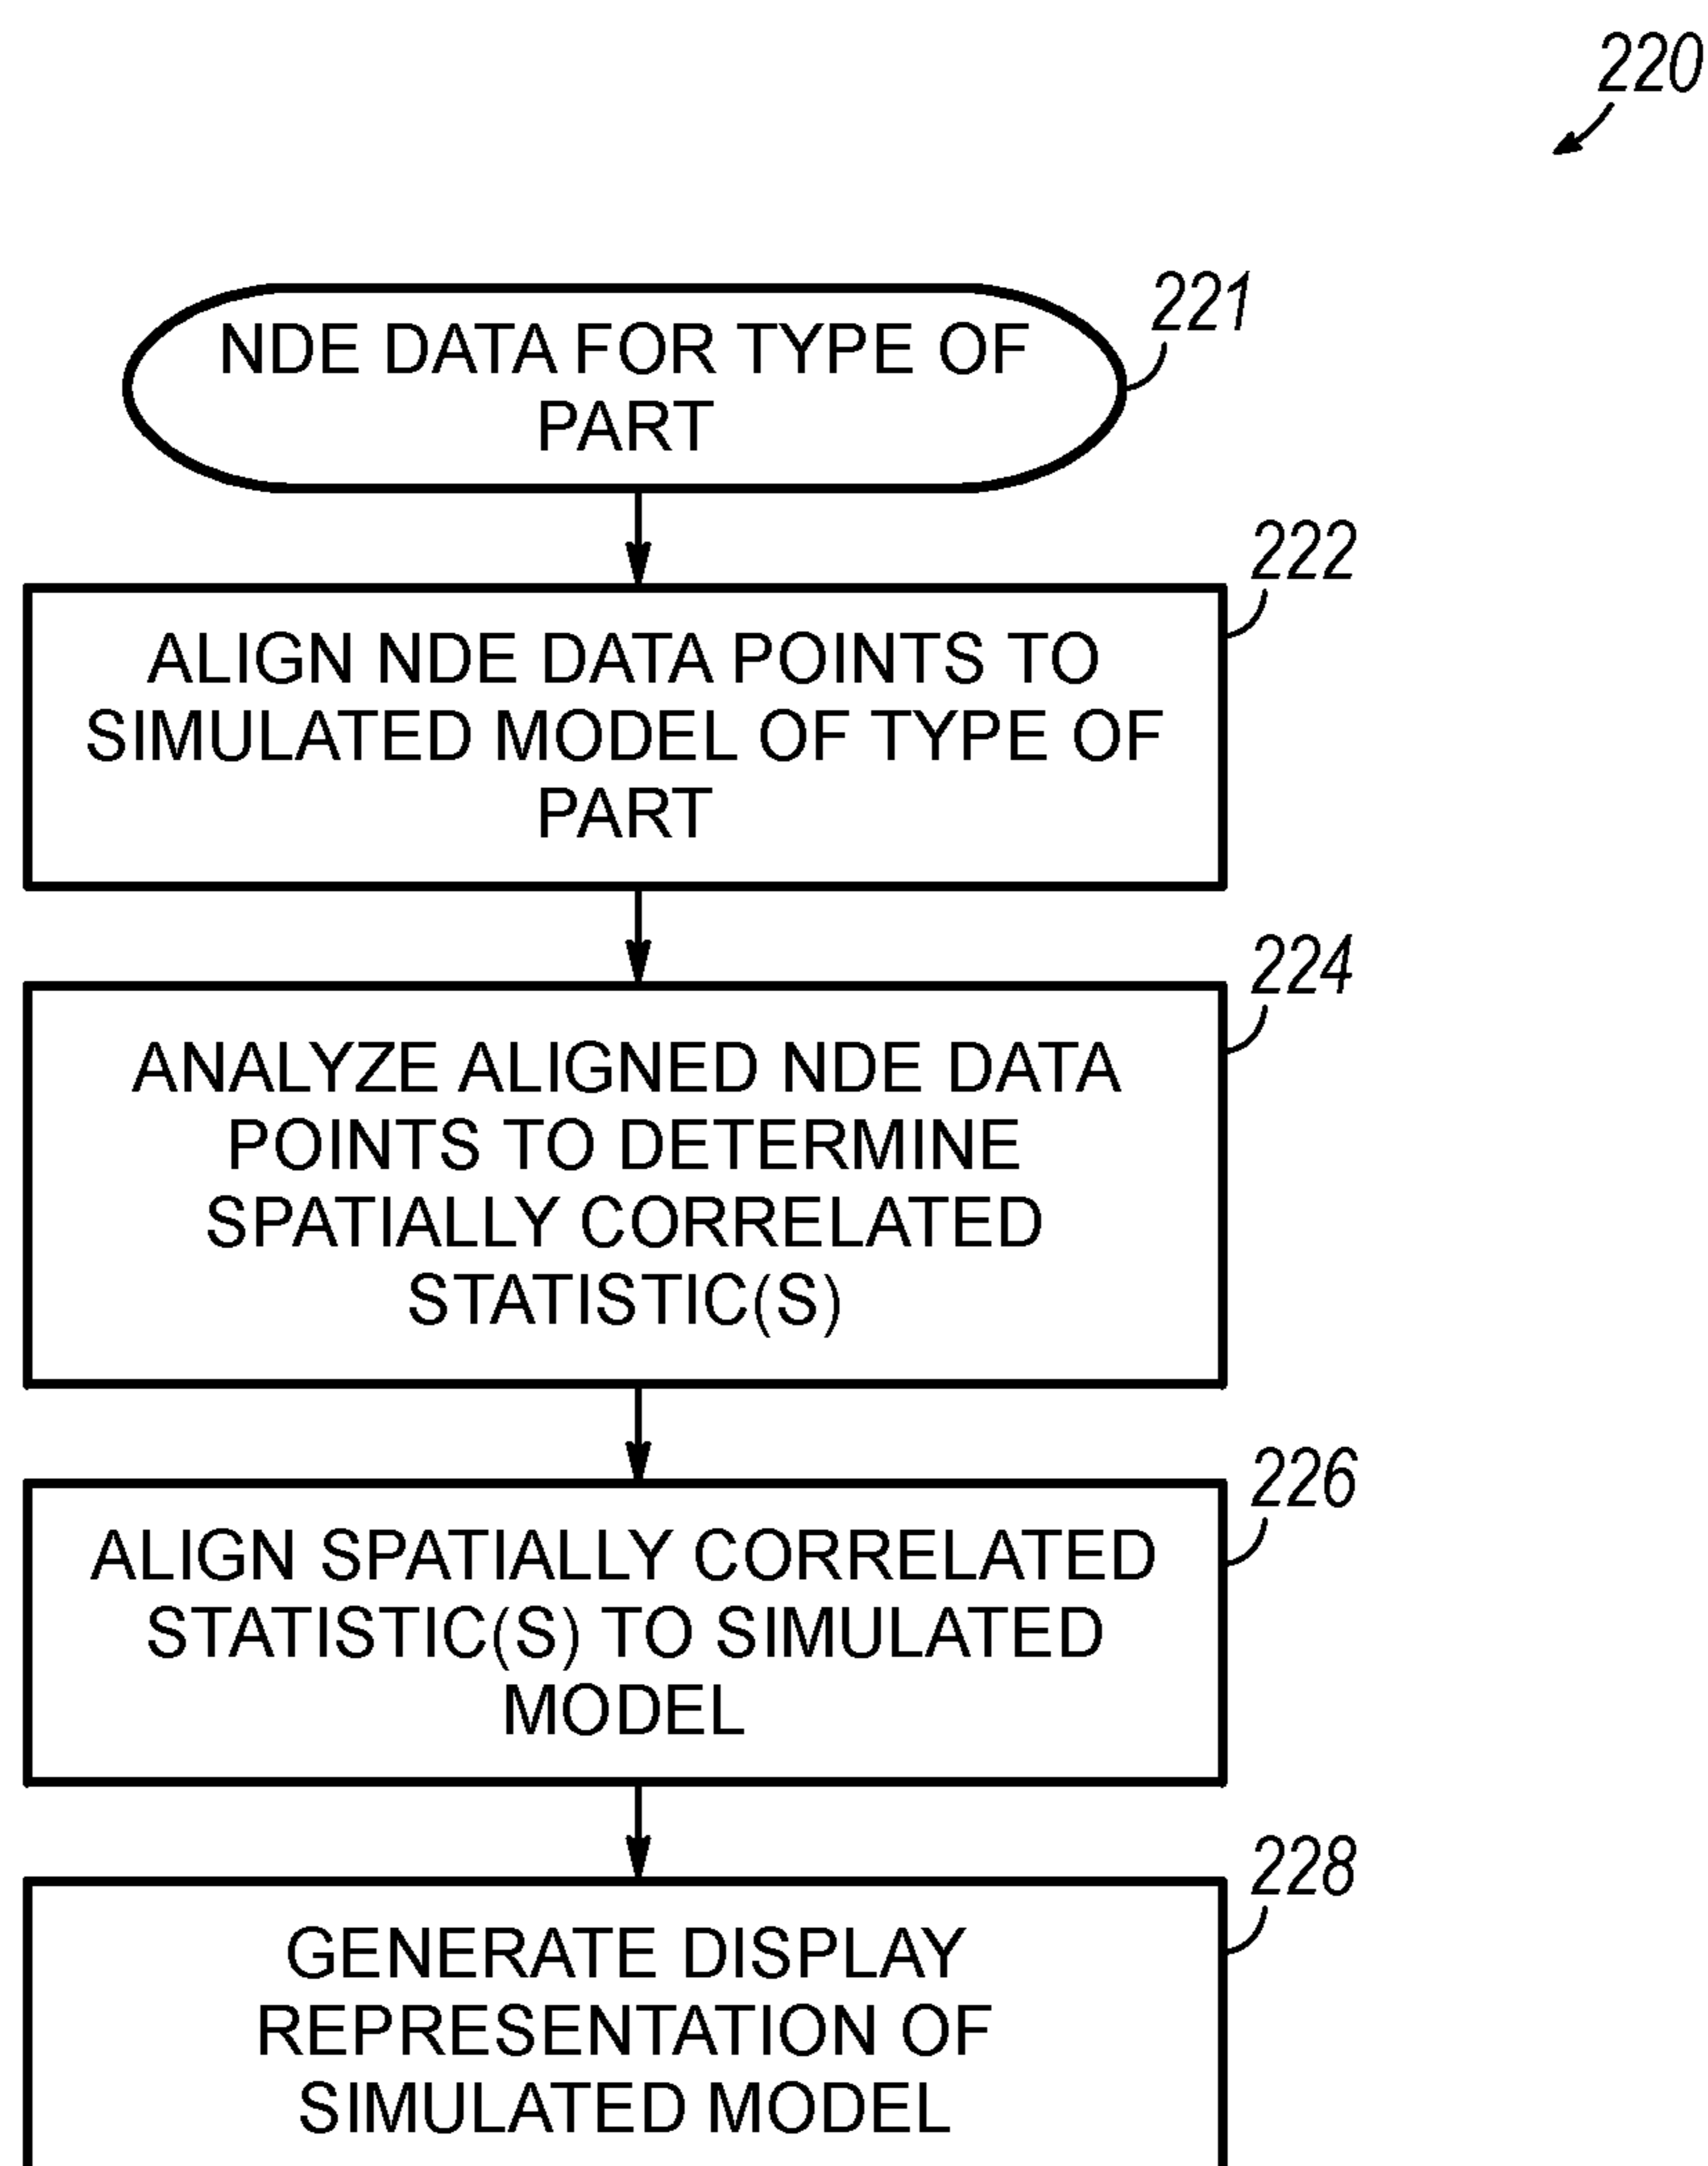 220
221
NDE DATA FOR TYPE OF
PART
222
ALIGN NDE DATA POINTS TO
SIMULATED MODEL OF TYPE OF
PART
224
ANALYZE ALIGNED NDE DATA
POINTS TO DETERMINE
SPATIALLY CORRELATED
STATISTIC(S)
226
ALIGN SPATIALLY CORRELATED
STATISTIC(S) TO SIMULATED
MODEL
228
GENERATE DISPLAY
REPRESENTATION OF
SIMULATED MODEL